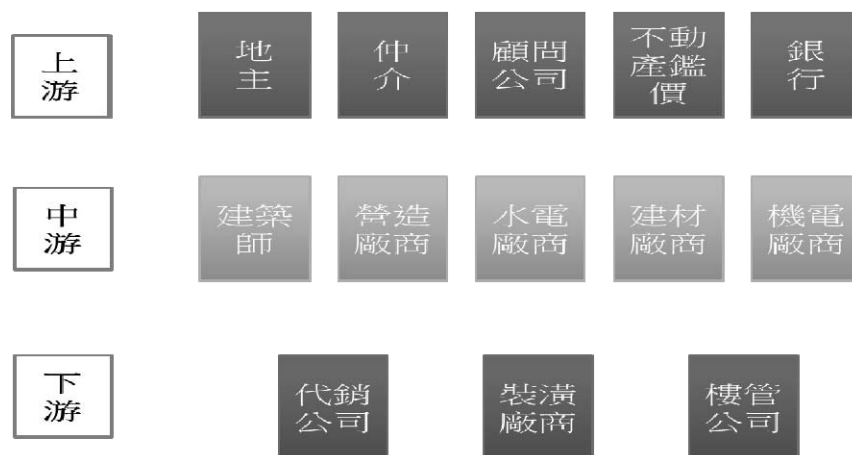 上
游
地
主
仲
介
顧問
公司
不動
產鑑
價
銀
行
中
游
建築
師
營造
廠商
水電
廠商
建材
廠商
機電
廠商
下
游
代銷
公司
裝潢
廠商
樓管
公司